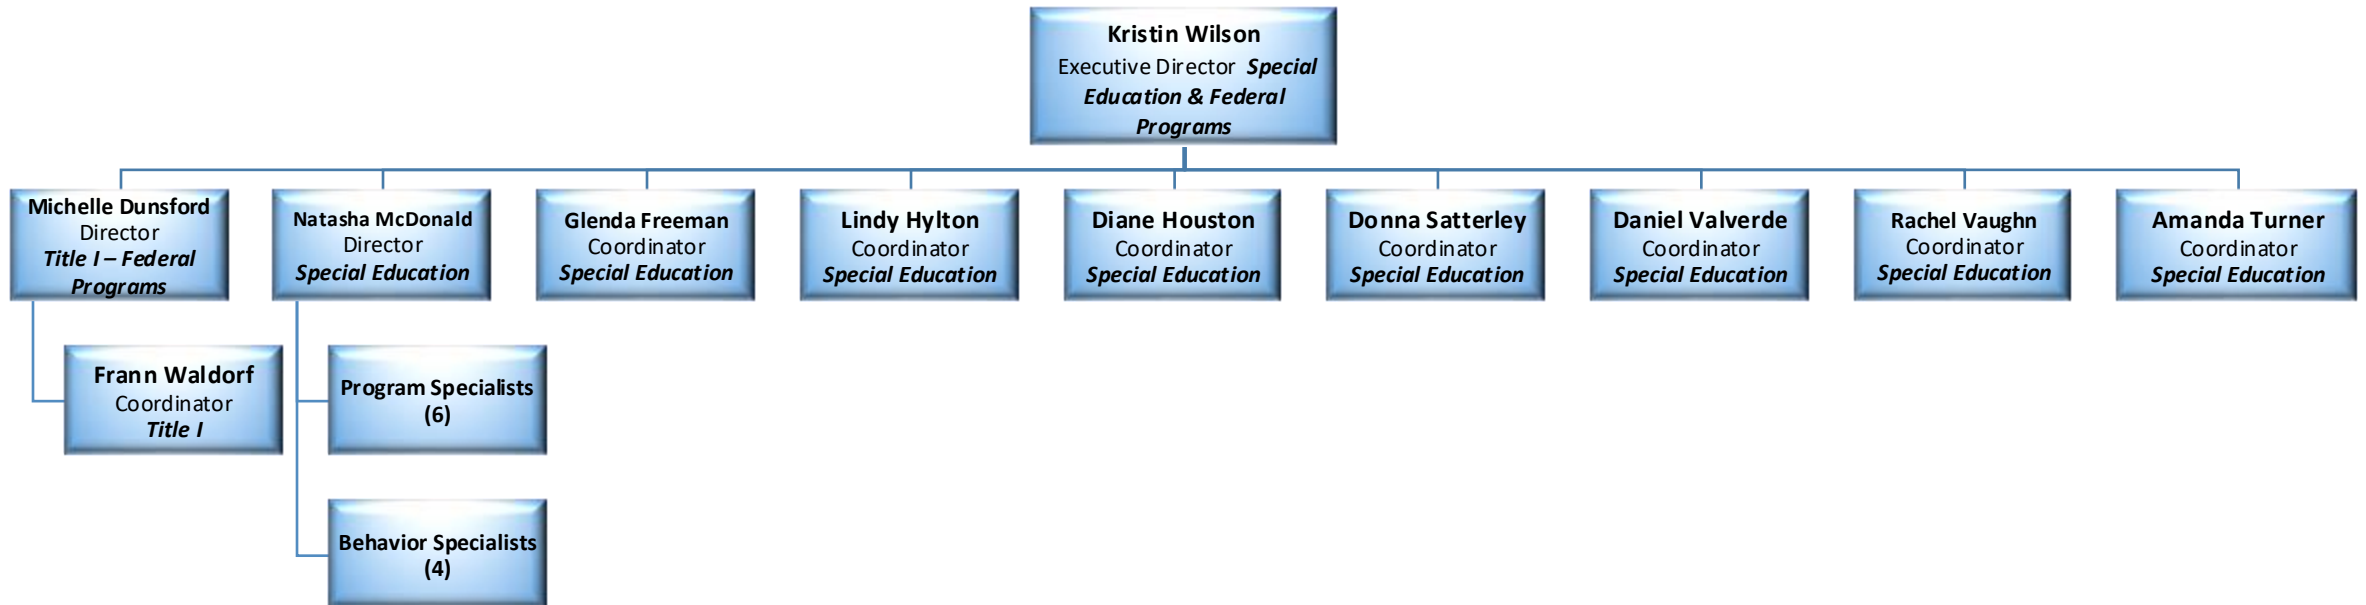 Kristin Wilson
Executive Director Special
Education & Federal
Programs
Michelle Dunsford
Director
Title I – Federal
Programs
Natasha McDonald
Director
Special Education
Glenda Freeman
Coordinator
Special Education
Lindy Hylton
Coordinator
Special Education
Diane Houston
Coordinator
Special Education
Donna Satterley
Coordinator
Special Education
Daniel Valverde
Coordinator
Special Education
Rachel Vaughn
Coordinator
Special Education
Amanda Turner
Coordinator
Special Education
Frann Waldorf
Coordinator
Title I
Program Specialists
(6)
Behavior Specialists
(4)